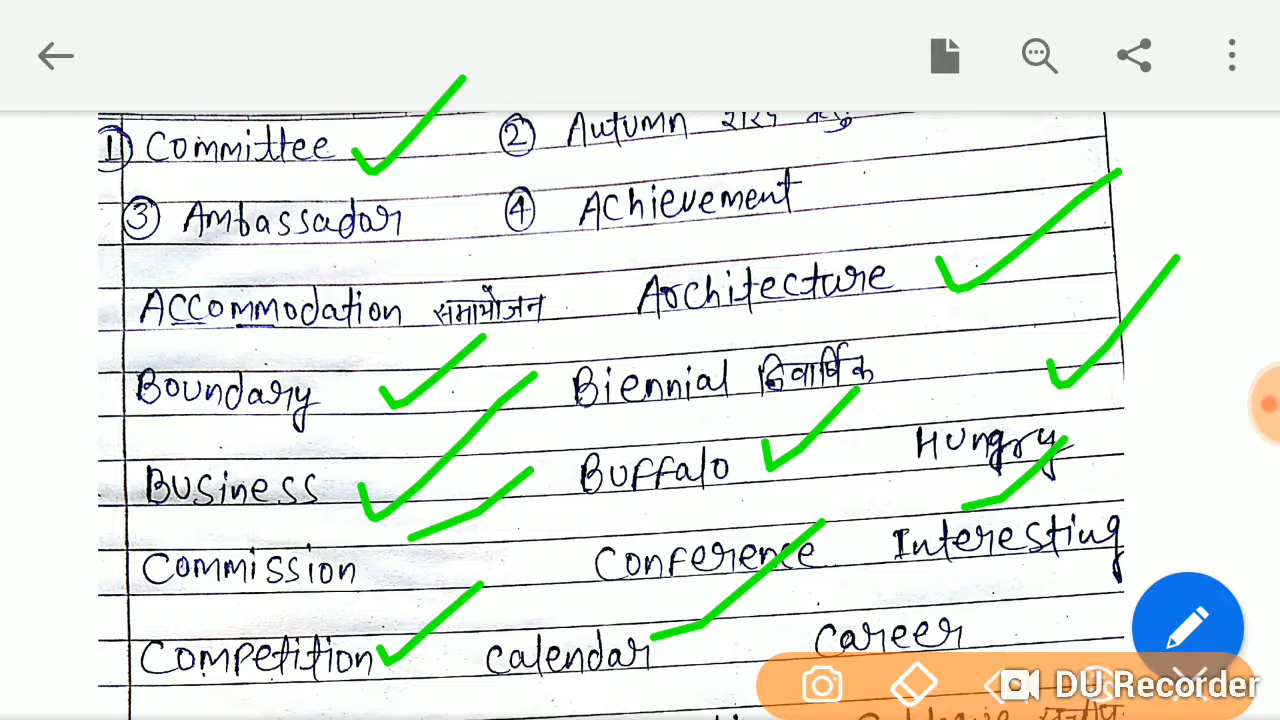 ① Committee ② Autumn शरद ऋतु
③ Ambassadar ④ Achievement
Accommodation समायोजन Architecture
Boundary Biennial द्विवार्षिक
Business Buffalo Hungry
Commission Conference Interesting
Competition Calendar Career
DU Recorder